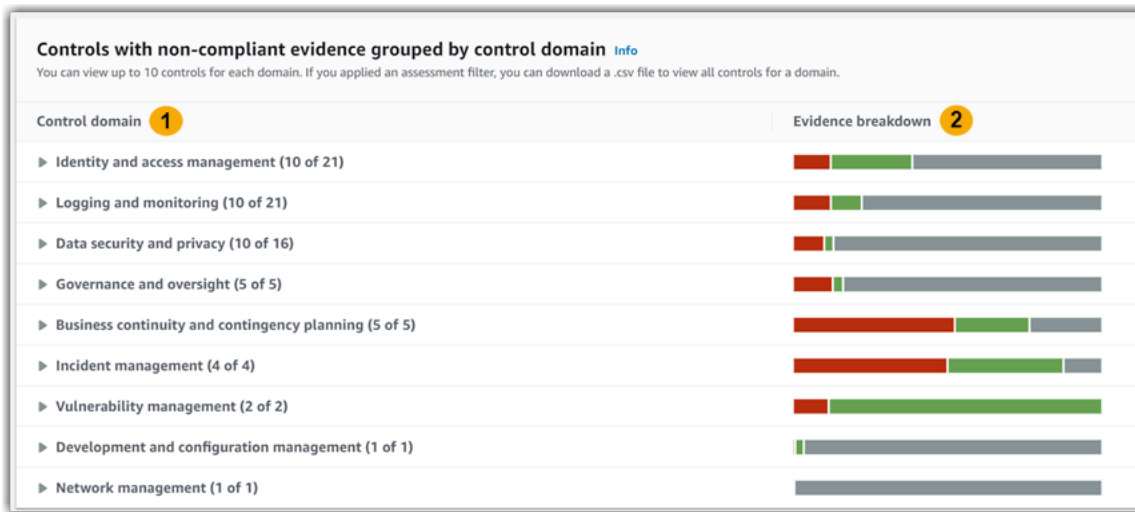 Controls with non-compliant evidence grouped by control domain Info
You can view up to 10 controls for each domain. If you applied an assessment filter, you can download a .csv file to view all controls for a domain.
Control domain 1 Evidence breakdown 2
Identity and access management (10 of 21)
Logging and monitoring (10 of 21)
Data security and privacy (10 of 16)
Governance and oversight (5 of 5)
Business continuity and contingency planning (5 of 5)
Incident management (4 of 4)
Vulnerability management (2 of 2)
Development and configuration management (1 of 1)
Network management (1 of 1)